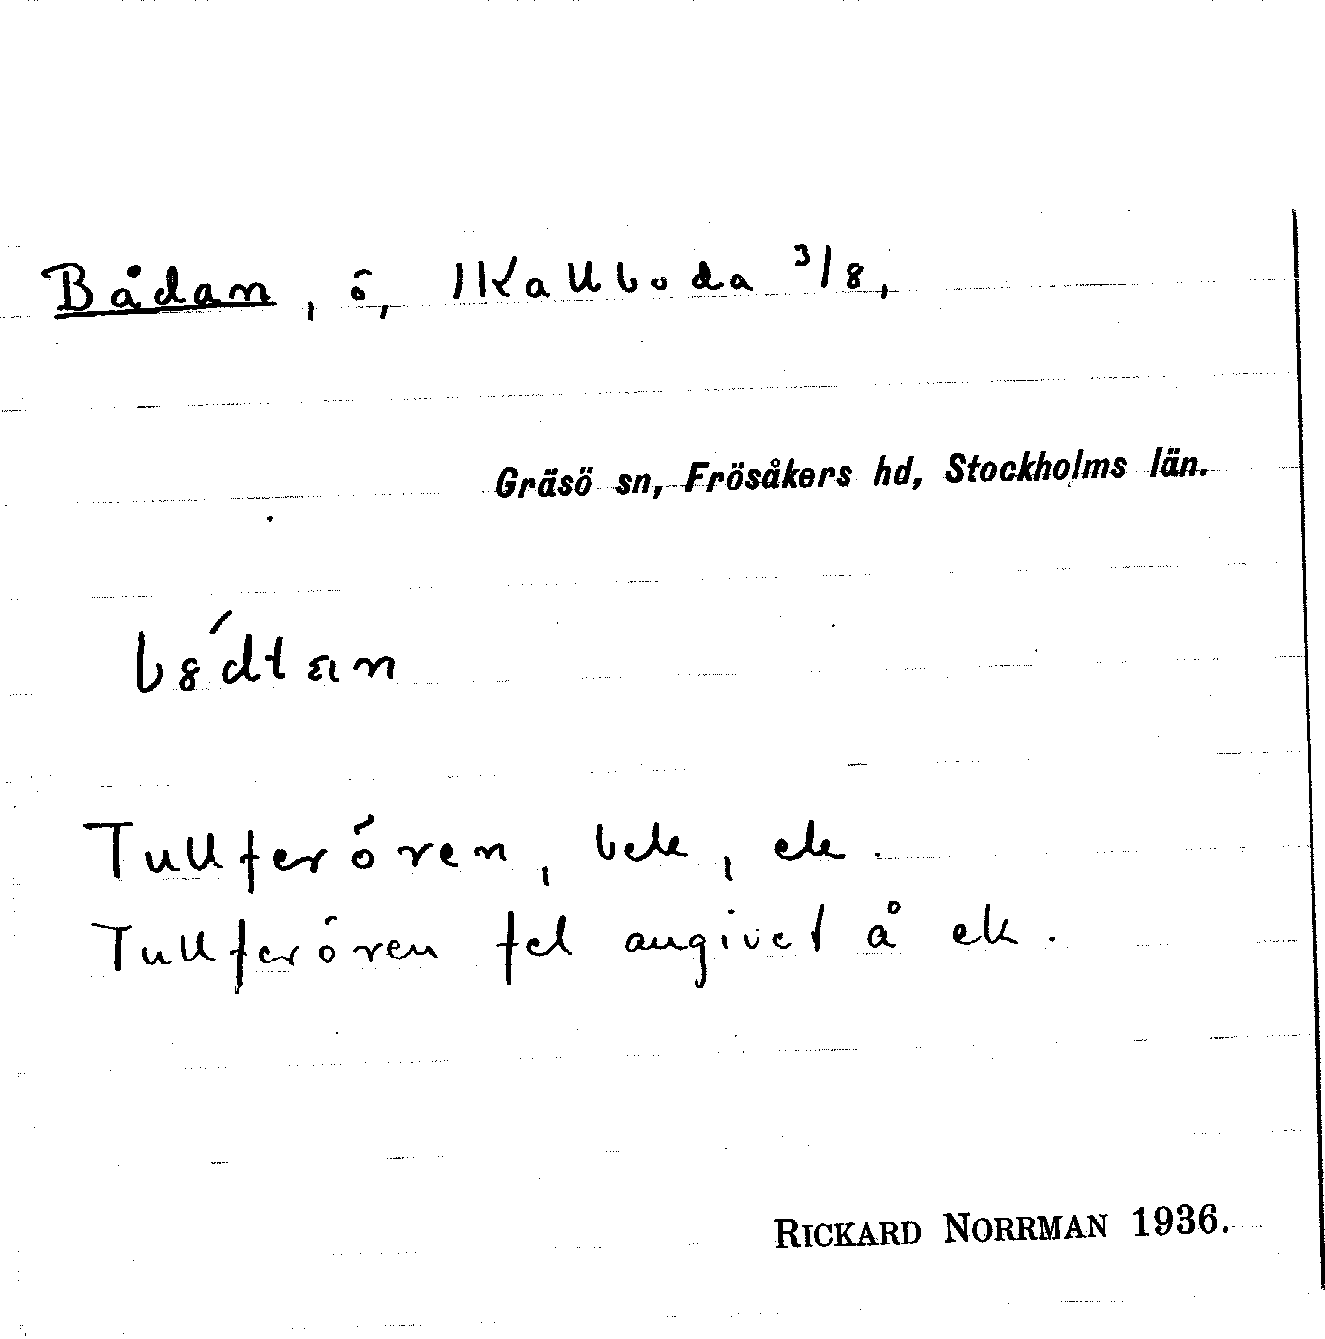 Bådan, ö, Kallboda 3/8,
Gräsö sn, Frösåkers hd, Stockholms län.
Tullferören, bek, ek.
Tullferören fel angivet å ek.
RICKARD NORRMAN 1936.